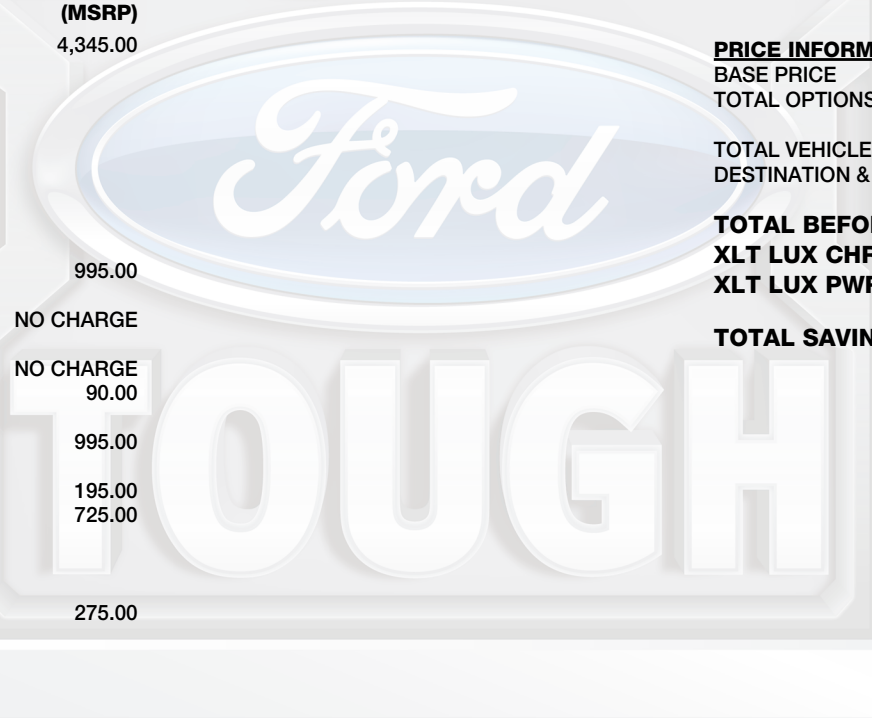 (MSRP)
4,345.00
995.00
NO CHARGE
NO CHARGE
90.00
995.00
195.00
725.00
275.00
PRICE INFORM
BASE PRICE
TOTAL OPTIONS
TOTAL VEHICLE
DESTINATION &
TOTAL BEFO
XLT LUX CHR
XLT LUX PWR
TOTAL SAVIN
Ford
TOUGH